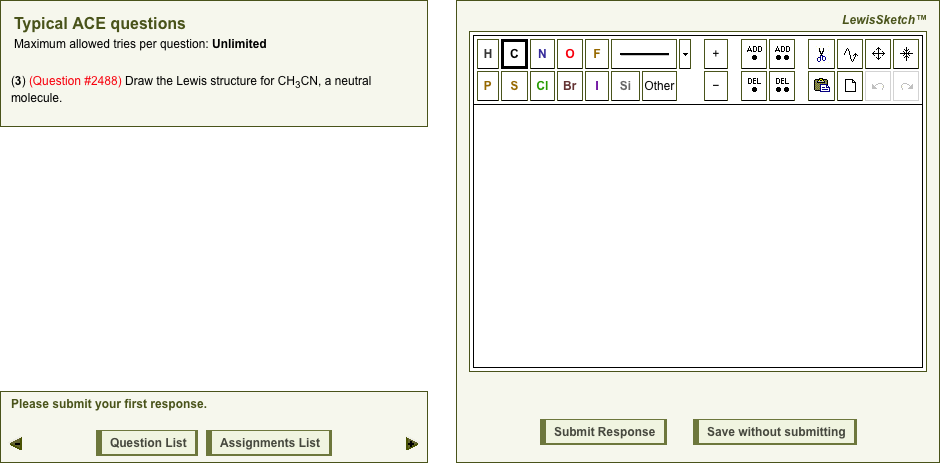 Typical ACE questions
Maximum allowed tries per question: Unlimited
(3) (Question #2488) Draw the Lewis structure for CH3CN, a neutral
molecule.
Please submit your first response.
Question List
Assignments List
LewisSketch™
H C N O F + ADD ADD
P S Cl Br I Si Other − DEL DEL
Submit Response
Save without submitting